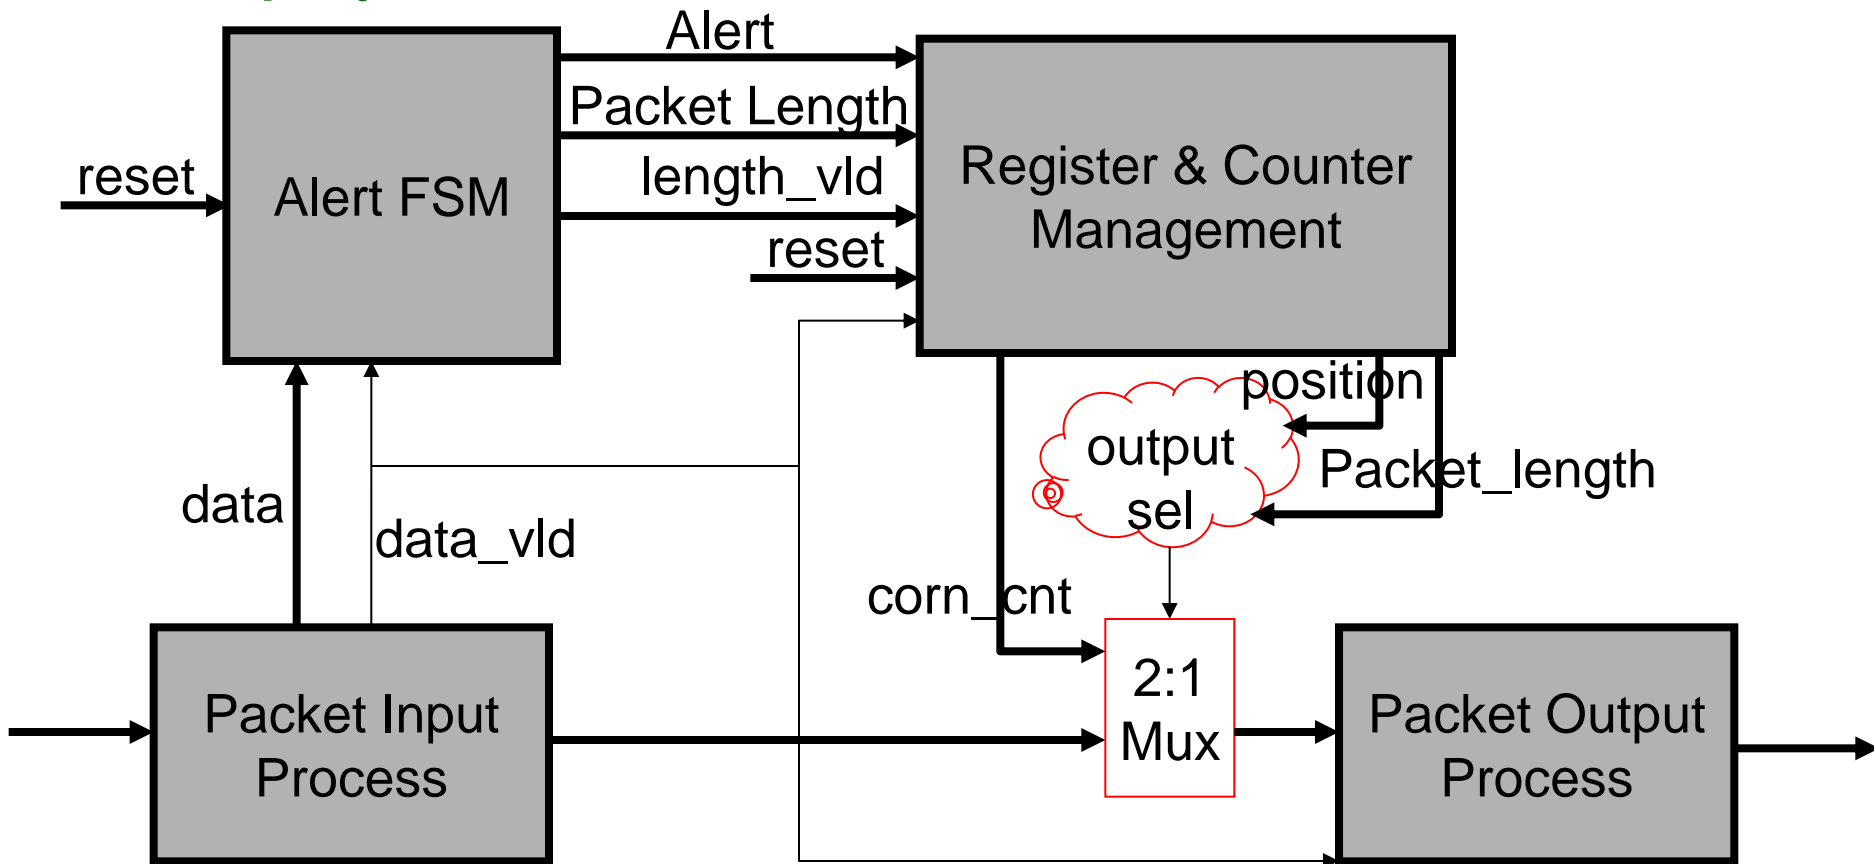 Alert
Packet Length
length_vld
reset
reset
Alert FSM
Register & Counter
Management
position
output
sel
Packet_length
data
data_vld
corn_cnt
2:1
Mux
Packet Input
Process
Packet Output
Process